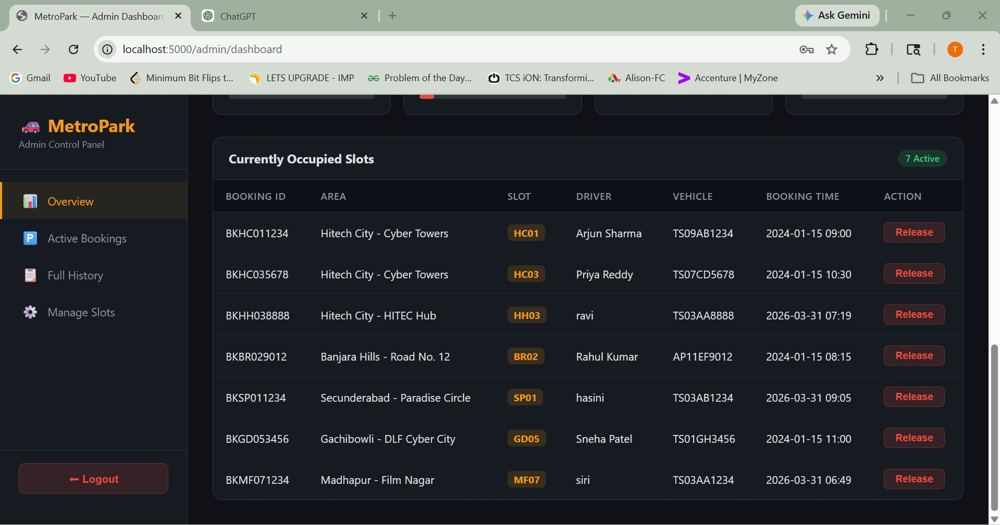 MetroPark — Admin Dashboard
ChatGPT
Ask Gemini
localhost:5000/admin/dashboard
T
Gmail
YouTube
Minimum Bit Flips t...
LETS UPGRADE - IMP
Problem of the Day...
TCS iON: Transformi...
Alison-FC
Accenture | MyZone
All Bookmarks
MetroPark
Admin Control Panel
Overview
Active Bookings
Full History
Manage Slots
Logout
Currently Occupied Slots
7 Active
BOOKING ID AREA SLOT DRIVER VEHICLE BOOKING TIME ACTION
BKHC011234 Hitech City - Cyber Towers HC01 Arjun Sharma TS09AB1234 2024-01-15 09:00 Release
BKHC035678 Hitech City - Cyber Towers HC03 Priya Reddy TS07CD5678 2024-01-15 10:30 Release
BKHH038888 Hitech City - HITEC Hub HH03 ravi TS03AA8888 2026-03-31 07:19 Release
BKBR029012 Banjara Hills - Road No. 12 BR02 Rahul Kumar AP11EF9012 2024-01-15 08:15 Release
BKSP011234 Secunderabad - Paradise Circle SP01 hasini TS03AB1234 2026-03-31 09:05 Release
BKGD053456 Gachibowli - DLF Cyber City GD05 Sneha Patel TS01GH3456 2024-01-15 11:00 Release
BKMF071234 Madhapur - Film Nagar MF07 siri TS03AA1234 2026-03-31 06:49 Release